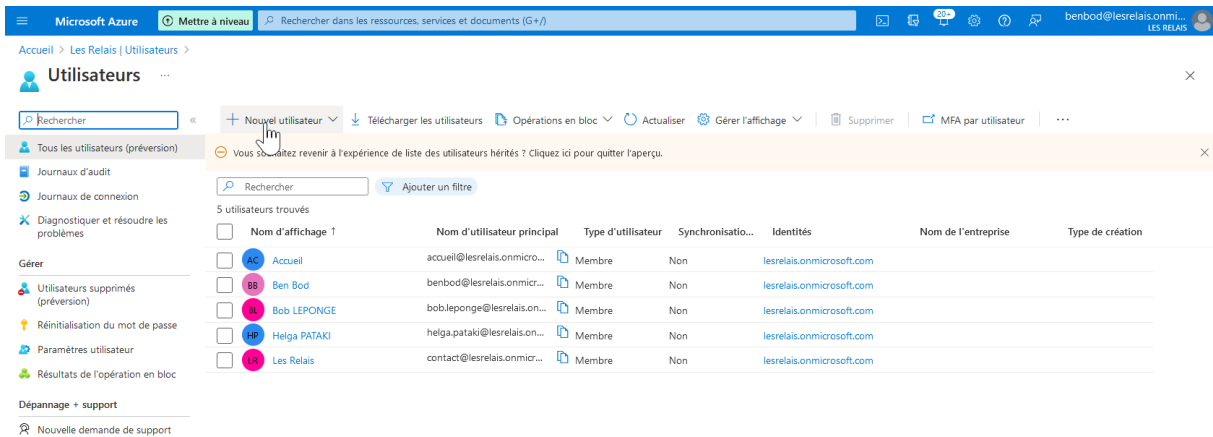 Microsoft Azure Mettre à niveau Rechercher dans les ressources, services et documents (G+/) 20+ benbod@lesrelais.onmi...
LES RELAIS
Accueil > Les Relais | Utilisateurs >
Utilisateurs ...
Rechercher « + Nouvel utilisateur Télécharger les utilisateurs Opérations en bloc Actualiser Gérer l'affichage Supprimer MFA par utilisateur ...
Tous les utilisateurs (préversion)
Journaux d'audit
Journaux de connexion
Diagnostiquer et résoudre les
problèmes
Gérer
Utilisateurs supprimés
(préversion)
Réinitialisation du mot de passe
Paramètres utilisateur
Résultats de l'opération en bloc
Dépannage + support
Nouvelle demande de support
Vous souhaitez revenir à l'expérience de liste des utilisateurs hérités ? Cliquez ici pour quitter l'aperçu.
Rechercher Ajouter un filtre
5 utilisateurs trouvés
Nom d'affichage ↑ Nom d'utilisateur principal Type d'utilisateur Synchronisatio... Identités Nom de l'entreprise Type de création
AC Accueil accueil@lesrelais.onmicro... Membre Non lesrelais.onmicrosoft.com
BB Ben Bod benbod@lesrelais.onmicr... Membre Non lesrelais.onmicrosoft.com
BL Bob LEPONGE bob.leponge@lesrelais.on... Membre Non lesrelais.onmicrosoft.com
HP Helga PATAKI helga.pataki@lesrelais.on... Membre Non lesrelais.onmicrosoft.com
LR Les Relais contact@lesrelais.onmicr... Membre Non lesrelais.onmicrosoft.com